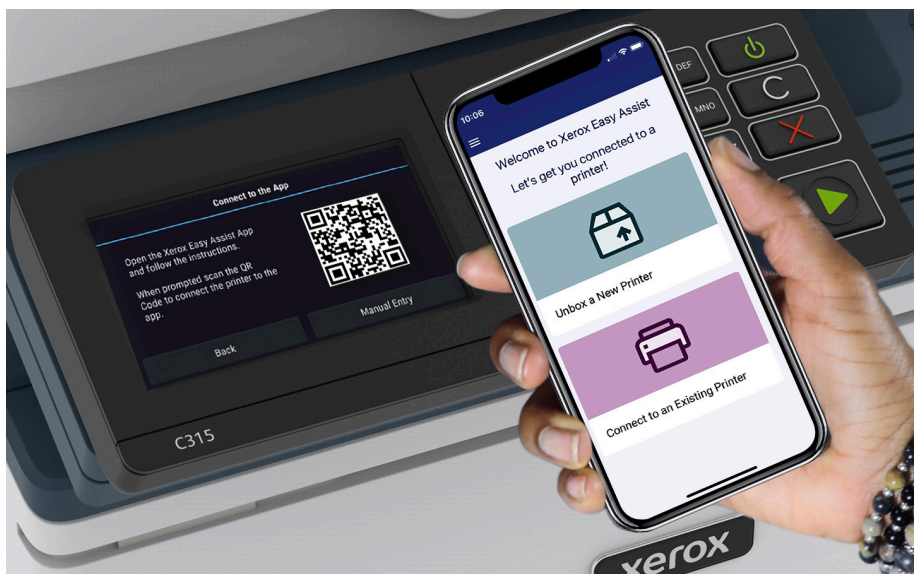 Connect to the App
Open the Xerox Easy Assist App
and follow the instructions.
When prompted scan the QR
Code to connect the printer to the
app.
Back
Manual Entry
C315
10:06
Welcome to Xerox Easy Assist
Let's get you connected to a
printer!
Unbox a New Printer
Connect to an Existing Printer
DEF
MNO
C
xerox